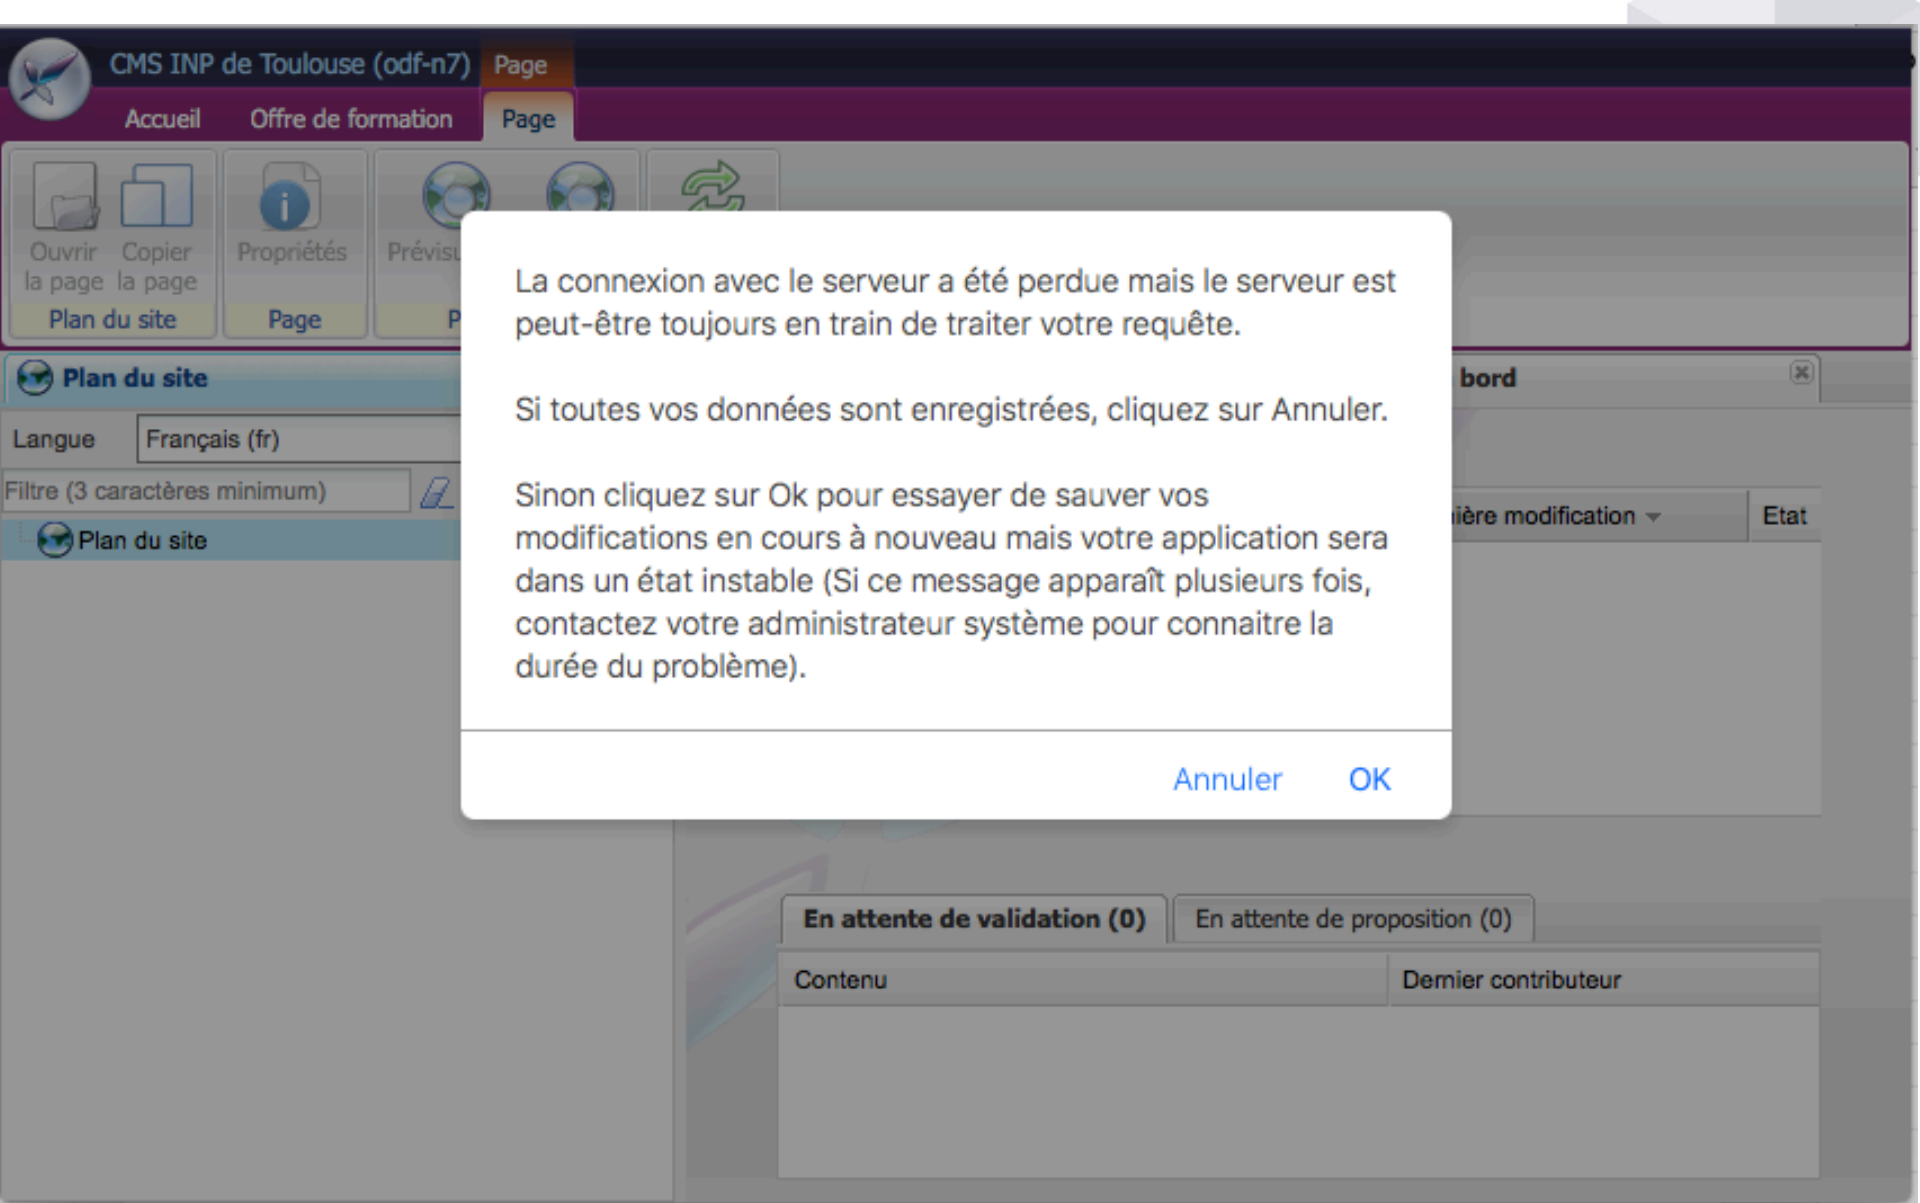 CMS INP de Toulouse (odf-n7) Page
Accueil Offre de formation Page
Ouvrir Copier Propriétés
la page la page
Plan du site Page
La connexion avec le serveur a été perdue mais le serveur est
peut-être toujours en train de traiter votre requête.
Si toutes vos données sont enregistrées, cliquez sur Annuler.
Sinon cliquez sur Ok pour essayer de sauver vos
modifications en cours à nouveau mais votre application sera
dans un état instable (Si ce message apparaît plusieurs fois,
contactez votre administrateur système pour connaitre la
durée du problème).
Annuler OK
Plan du site
bord
Langue Français (fr)
Filtre (3 caractères minimum)
Plan du site
modification Etat
En attente de validation (0) En attente de proposition (0)
Contenu Dernier contributeur